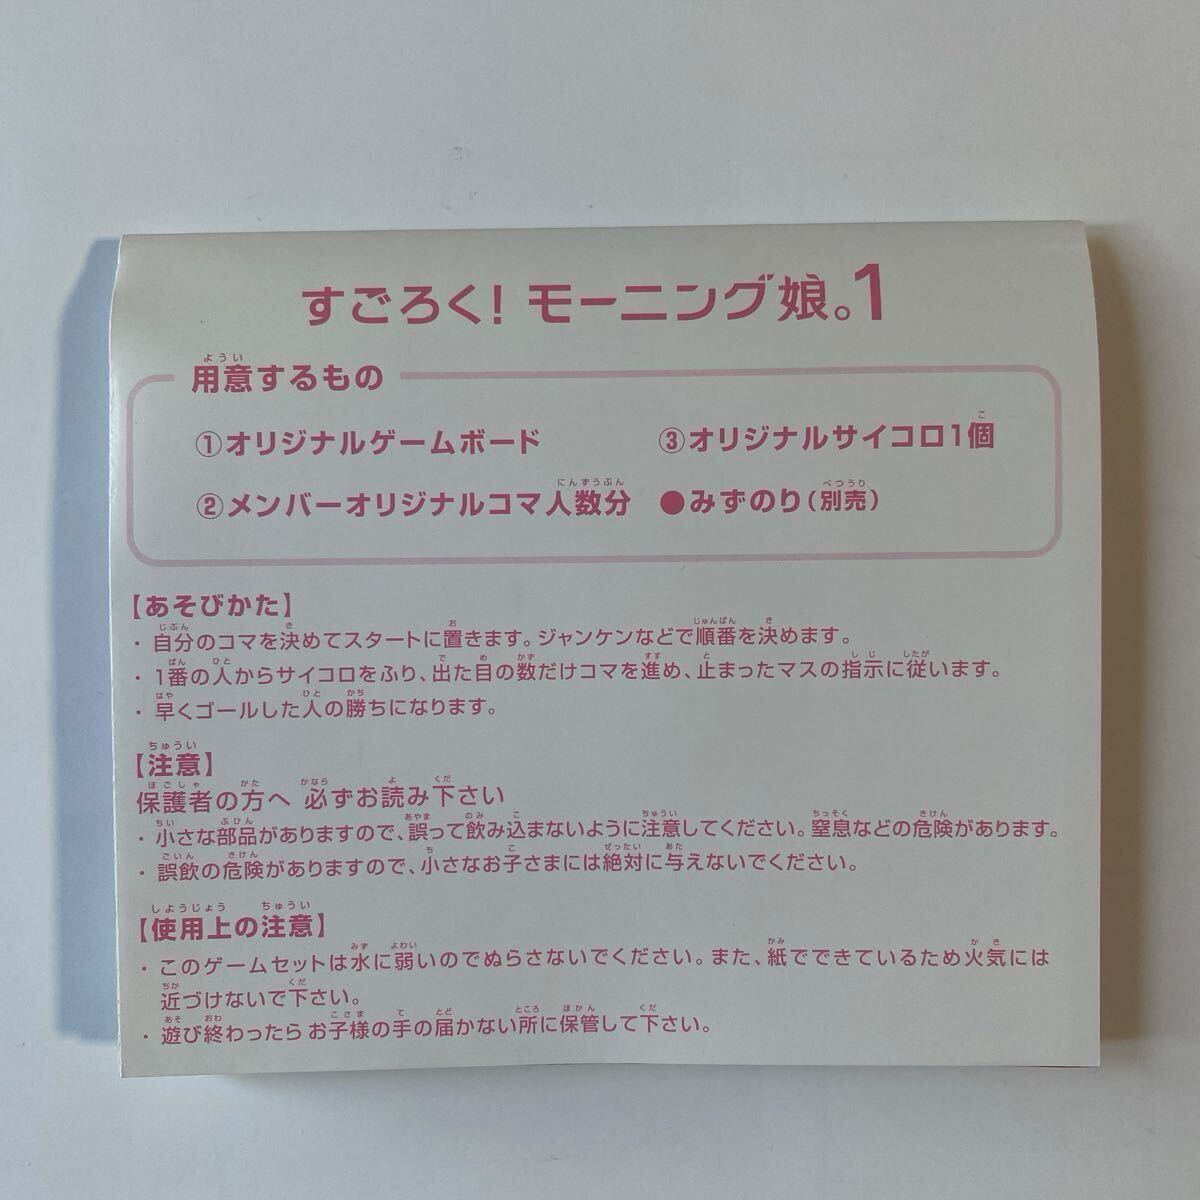 すごろく！ モーニング娘。1
用意するもの
①オリジナルゲームボード
②メンバーオリジナルコマ人数分
③オリジナルサイコロ1個
●みずのり（別売）
【あそびかた】
・自分のコマを決めてスタートに置きます。ジャンケンなどで順番を決めます。
・1番の人からサイコロをふり、出た目の数だけコマを進め、止まったマスの指示に従います。
・早くゴールした人の勝ちになります。
【注意】
保護者の方へ 必ずお読み下さい
・小さな部品がありますので、誤って飲み込まないように注意してください。窒息などの危険があります。
・誤飲の危険がありますので、小さなお子さまには絶対に与えないでください。
【使用上の注意】
・このゲームセットは水に弱いのでぬらさないでください。また、紙でできているため火気には
近づけないで下さい。
・遊び終わったら お子様の手の届かない所に保管して下さい。